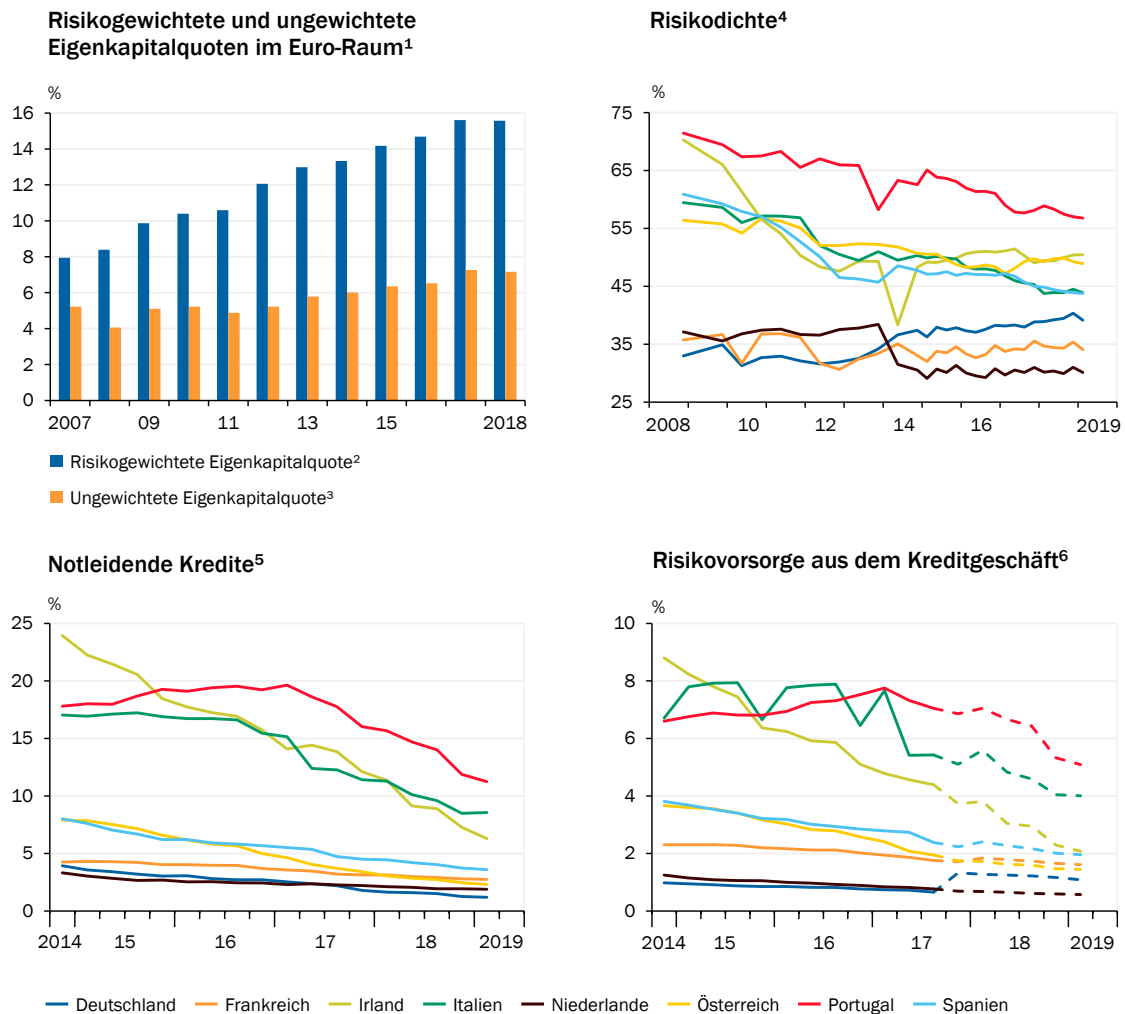 Risikogewichtete und ungewichtete
Eigenkapitalquoten im Euro-Raum¹
%
16
14
12
10
8
6
4
2
0
2007 09 11 13 15 2018
Risikogewichtete Eigenkapitalquote²
Ungewichtete Eigenkapitalquote³
Risikodichte⁴
%
75
65
55
45
35
25
2008 10 12 14 16 2019
Notleidende Kredite⁵
%
25
20
15
10
5
0
2014 15 16 17 18 2019
Risikovorsorge aus dem Kreditgeschäft⁶
%
10
8
6
4
2
0
2014 15 16 17 18 2019
Deutschland Frankreich Irland Italien Niederlande Österreich Portugal Spanien